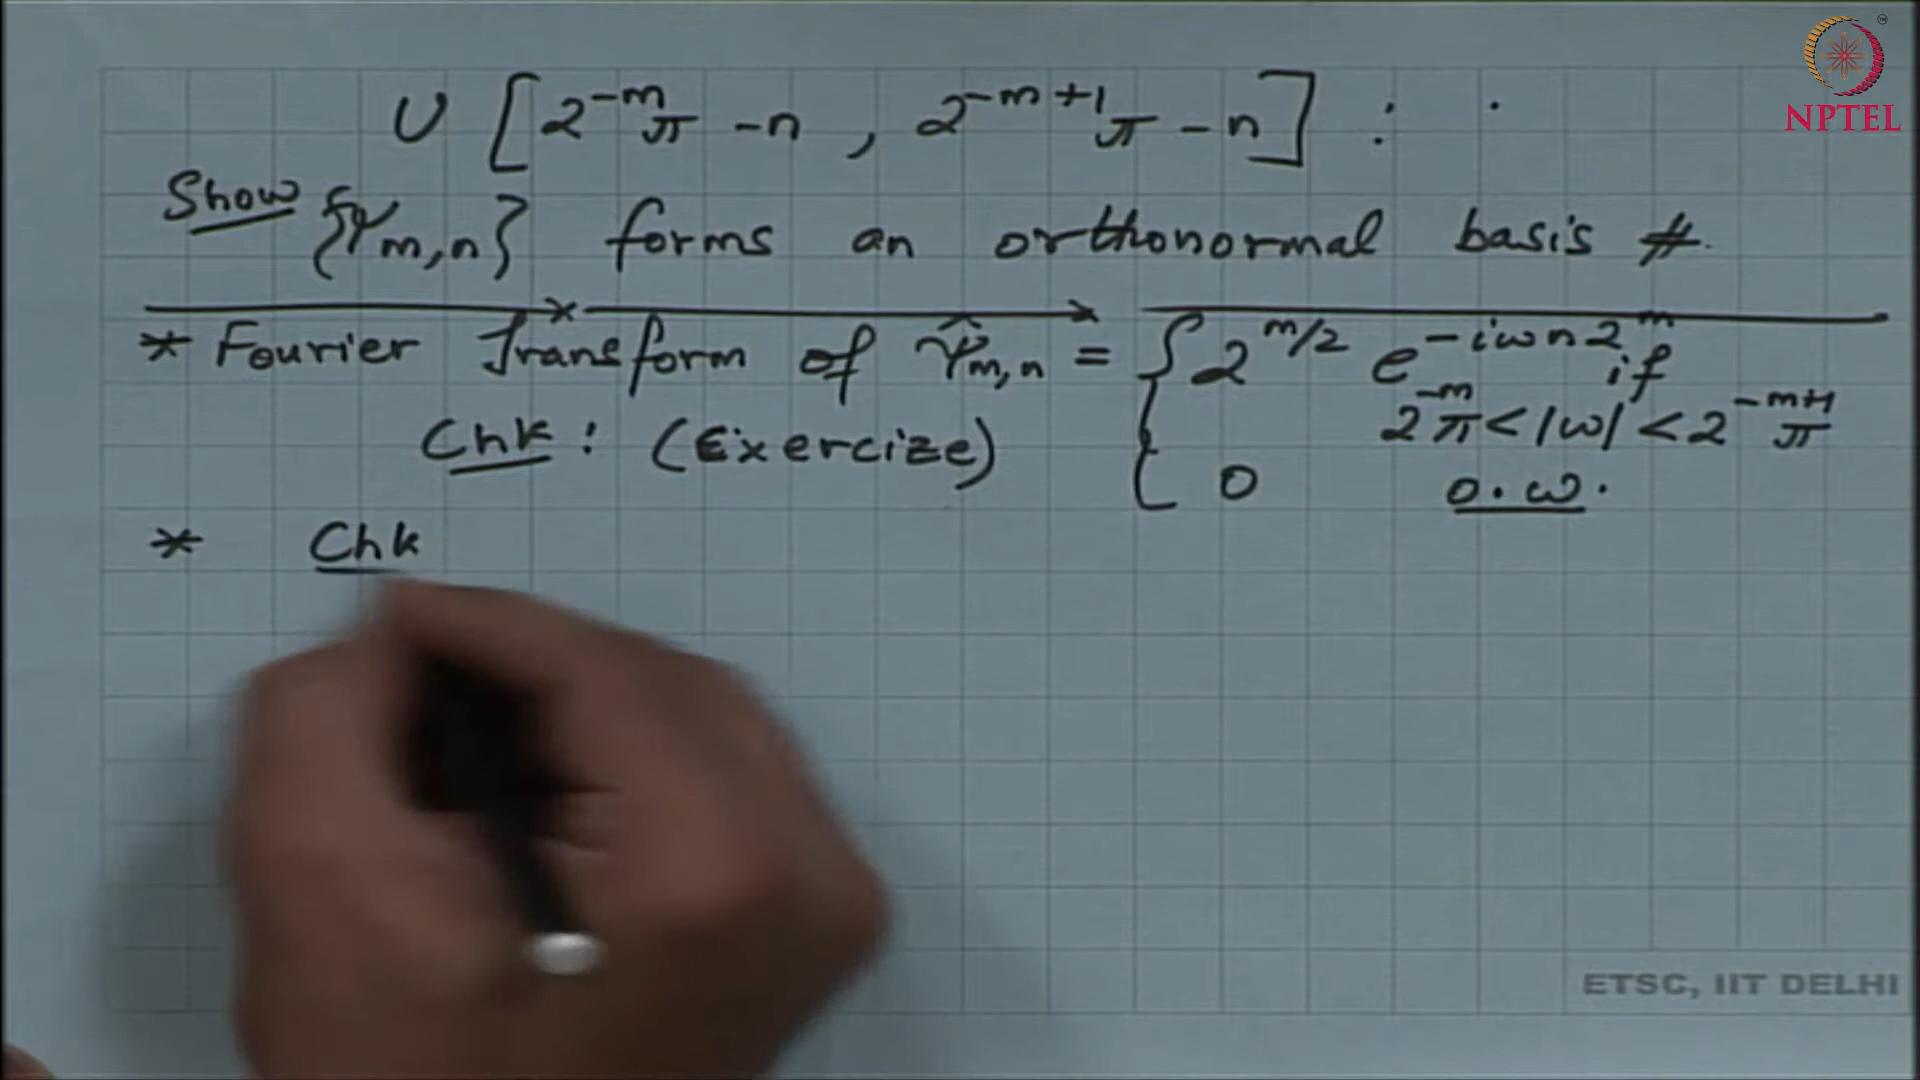 ∪ [2^{-m}π - n , 2^{-m+1}π - n] :
NPTEL
Show {ψ_{m,n}} forms an orthonormal basis #.
* Fourier Transform of ψ̂_{m,n} = { 2^{m/2} e^{-iωn2^m} if
2^{-m}π < |ω| < 2^{-m+1}π
Chk : (Exercize)
0 o.w.
* Chk
ETSC, IIT DELHI